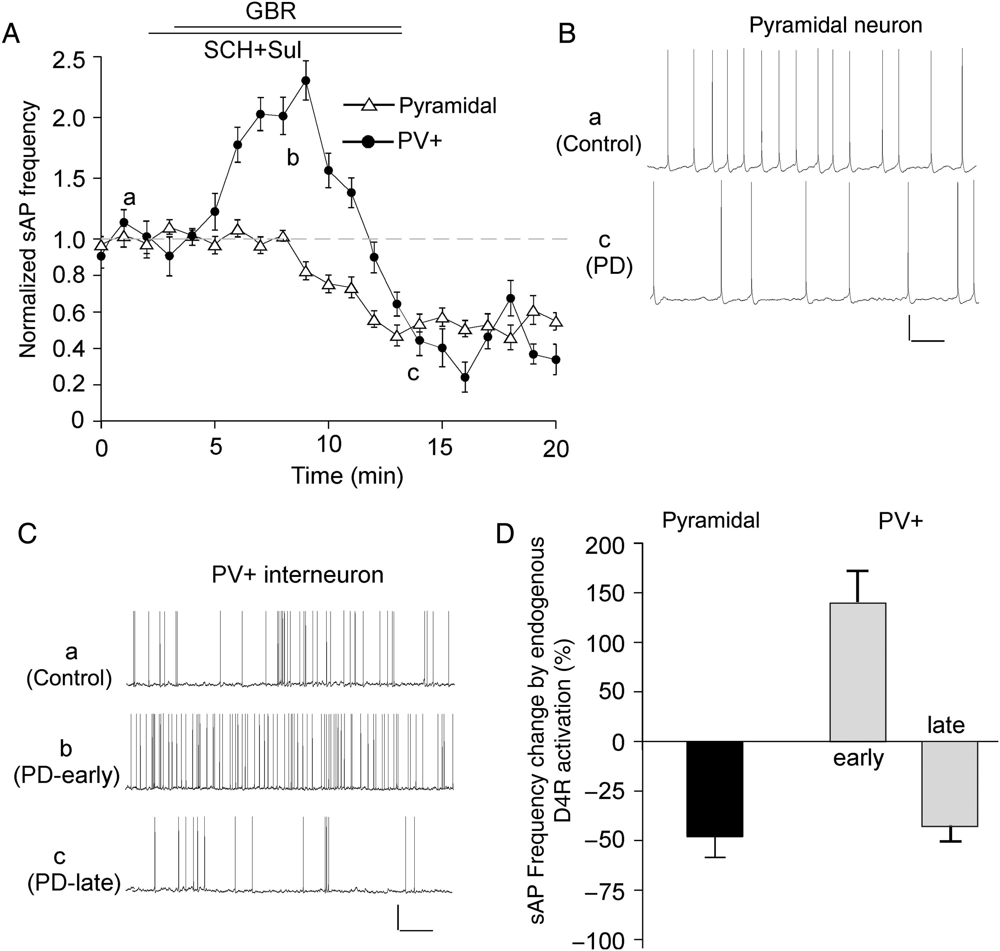 A
GBR
SCH+Sul
2.5
2.0
1.5
1.0
0.8
0.6
0.4
0.2
0
Normalized sAP frequency
a
b
c
Pyramidal
PV+
0
5
10
15
20
Time (min)
B
Pyramidal neuron
a
(Control)
c
(PD)
C
PV+ interneuron
a
(Control)
b
(PD-early)
c
(PD-late)
D
Pyramidal
PV+
sAP Frequency change by endogenous
D4R activation (%)
200
150
100
50
0
−25
−50
−75
−100
early
late